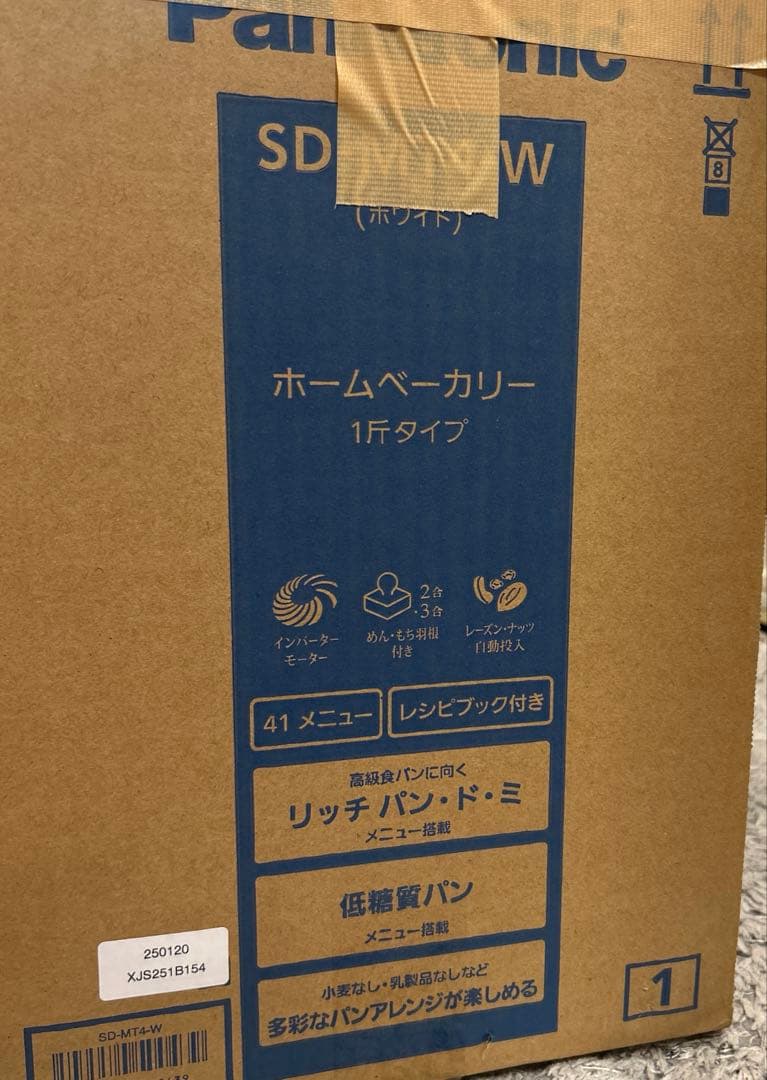 Panasonic
SD-MT4-W
(ホワイト)
8
ホームベーカリー
1斤タイプ
インバーター
モーター
2合
・3合
めん・もち羽根
付き
レーズン・ナッツ
自動投入
41 メニュー
レシピブック付き
高級食パンに向く
リッチ パン・ド・ミ
メニュー搭載
低糖質パン
メニュー搭載
小麦なし・乳製品なしなど
多彩なパンアレンジが楽しめる
250120
XJS251B154
1
SD-MT4-W